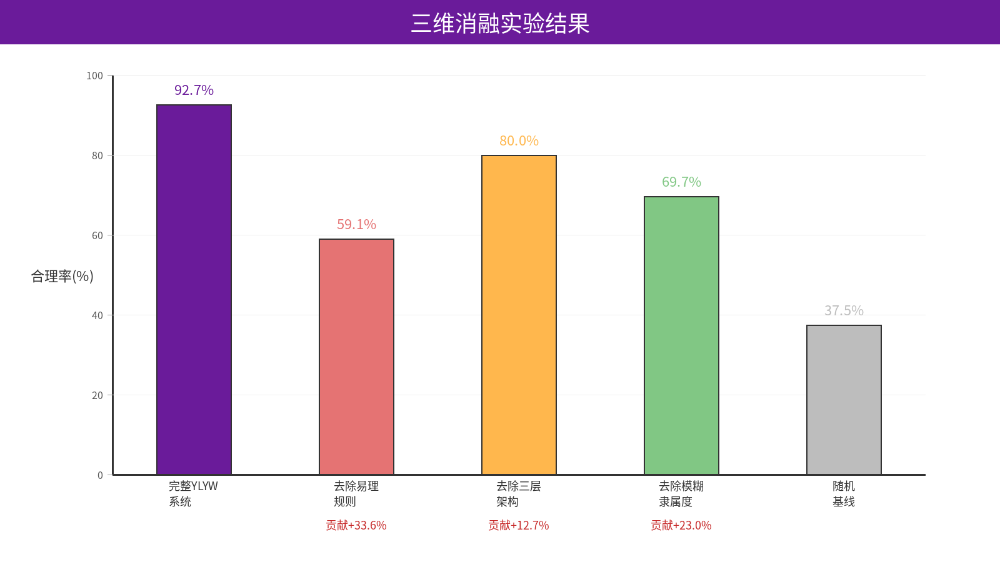 三维消融实验结果
100
80
60
40
20
0
合理率(%)
92.7%
59.1%
80.0%
69.7%
37.5%
完整YLYW
系统
去除易理
规则
去除三层
架构
去除模糊
隶属度
随机
基线
贡献+33.6%
贡献+12.7%
贡献+23.0%